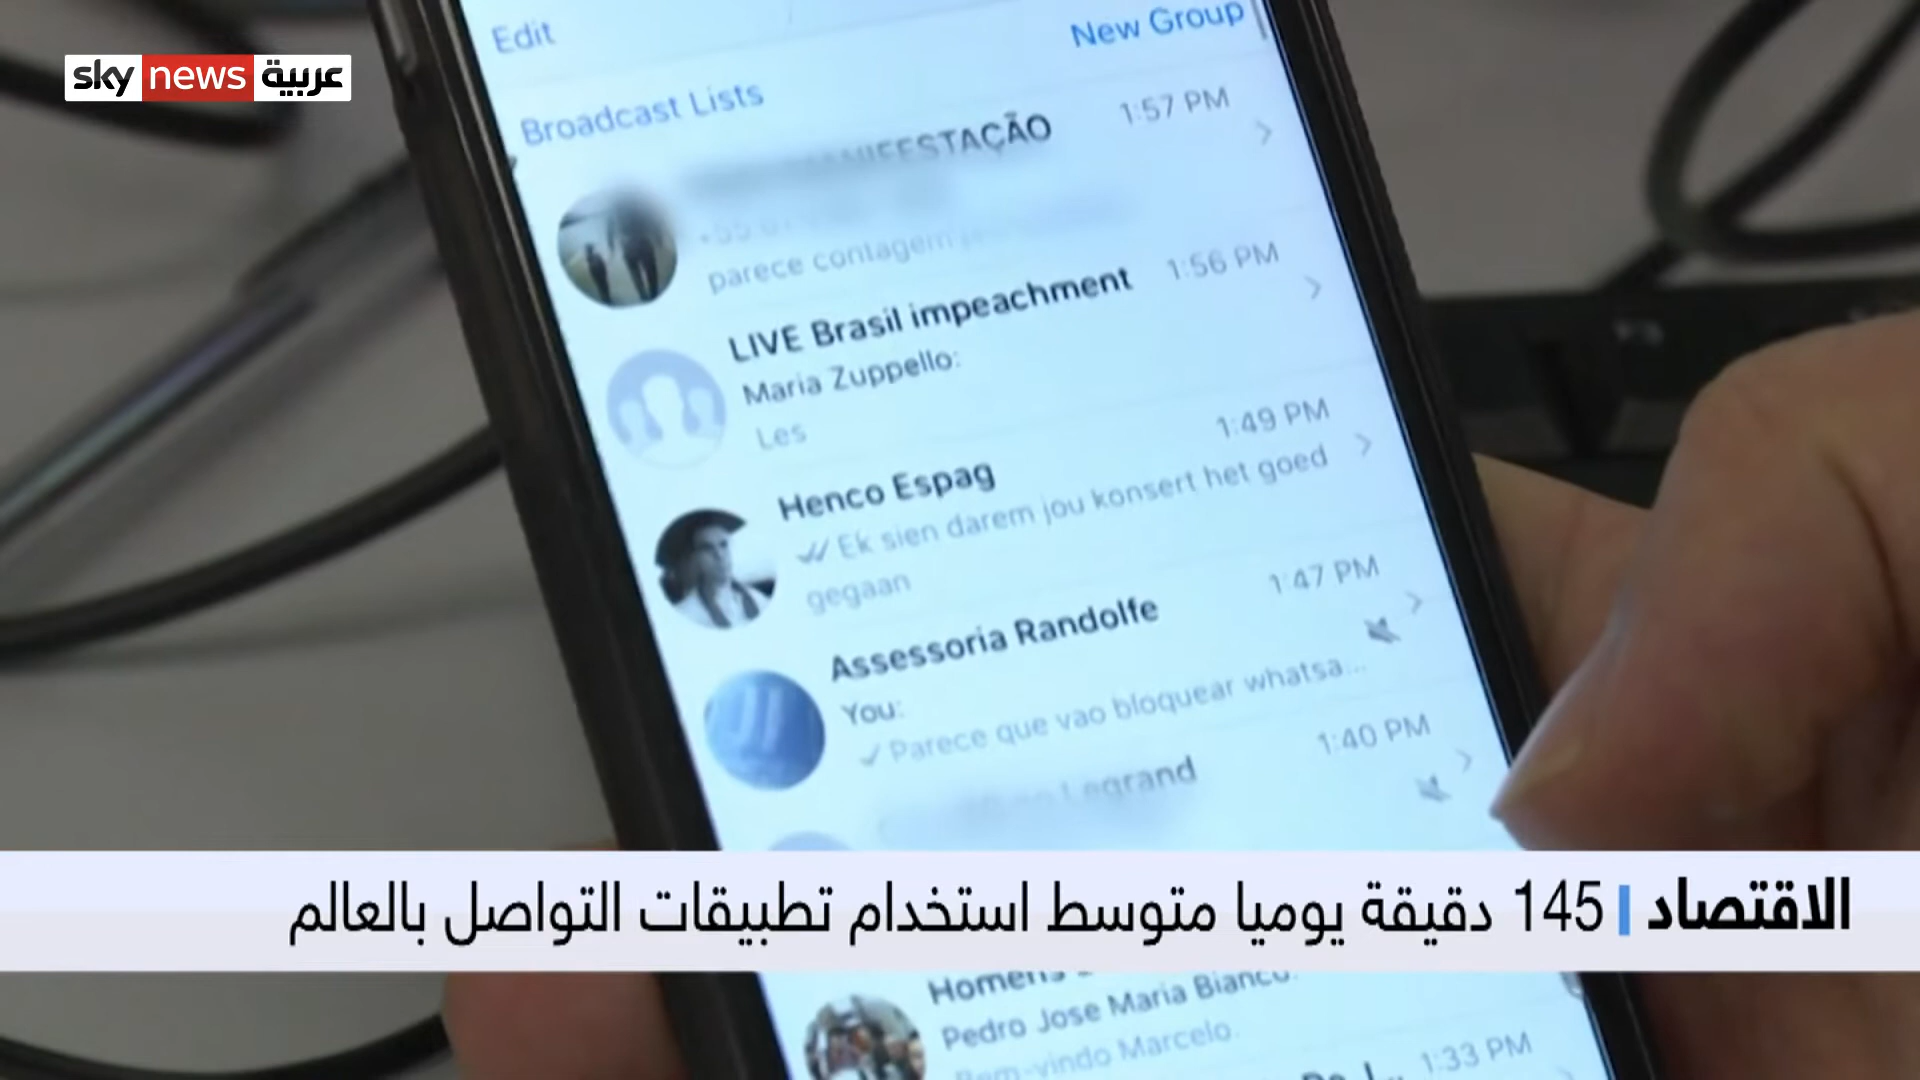 sky news عربية
Edit
New Group
Broadcast Lists
1:57 PM
parece contagem
LIVE Brasil impeachment
1:56 PM
Maria Zuppello:
Les
Henco Espag
1:49 PM
Ek sien darem jou konsert het goed
gegaan
Assessoria Randolfe
1:47 PM
You:
Parece que vao bloquear whatsa...
Legrand
1:40 PM
الاقتصاد | 145 دقيقة يوميا متوسط استخدام تطبيقات التواصل بالعالم
Pedro Jose Maria Bianco:
Bem-vindo Marcelo.
1:33 PM